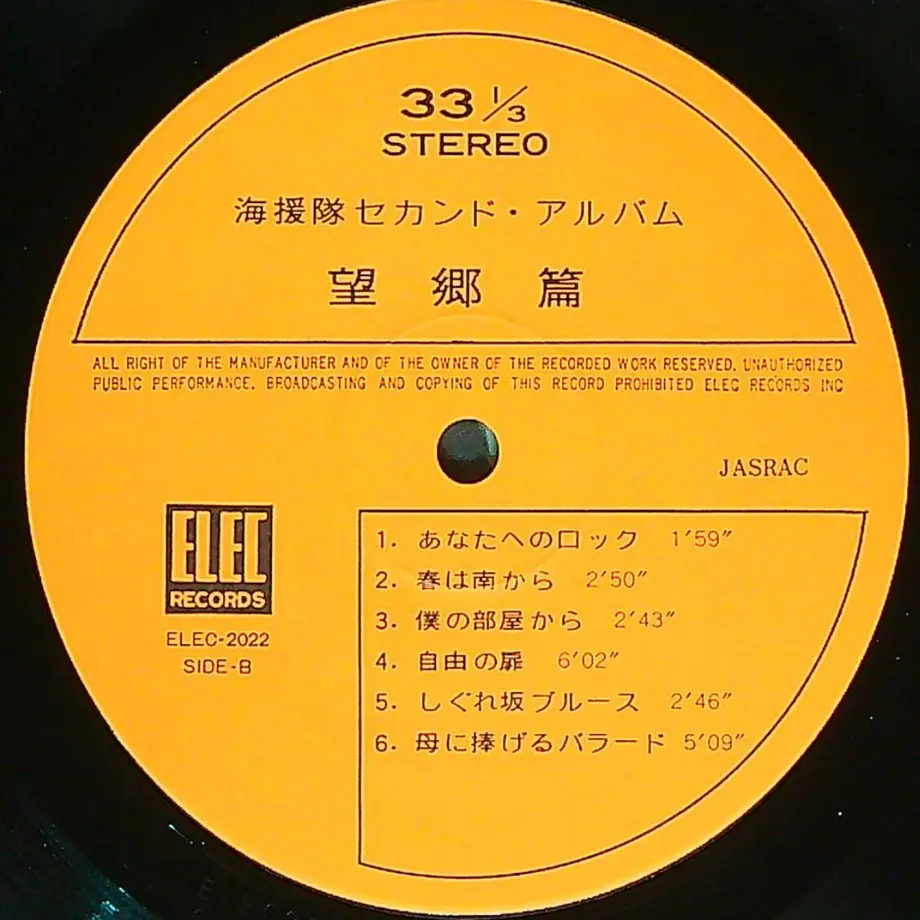 33 1/3
STEREO
海援隊セカンド・アルバム
望郷篇
ALL RIGHT OF THE MANUFACTURER AND OF THE OWNER OF THE RECORDED WORK RESERVED. UNAUTHORIZED
PUBLIC PERFORMANCE. BROADCASTING AND COPYING OF THIS RECORD PROHIBITED ELEC RECORDS INC
JASRAC
ELEC
RECORDS
ELEC-2022
SIDE-B
1. あなたへのロック 1′59″
2. 春は南から 2′50″
3. 僕の部屋から 2′43″
4. 自由の扉 6′02″
5. しぐれ坂ブルース 2′46″
6. 母に捧げるバラード 5′09″